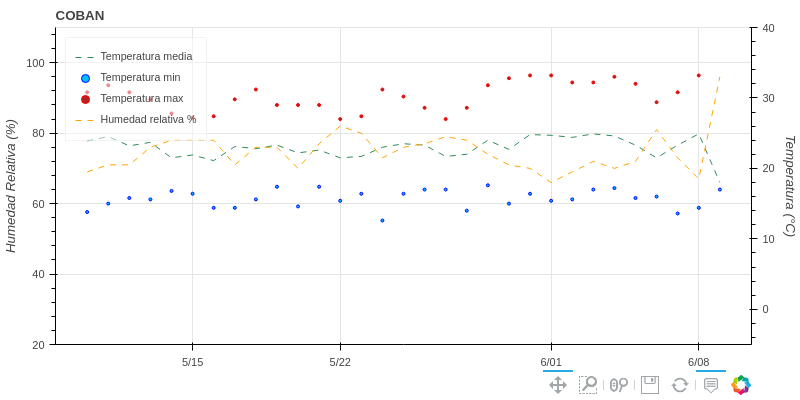 COBAN
Temperatura media
Temperatura min
Temperatura max
Humedad relativa %
Humedad Relativa (%)
100
80
60
40
20
40
30
20
10
0
Temperatura (°C)
5/15
5/22
6/01
6/08